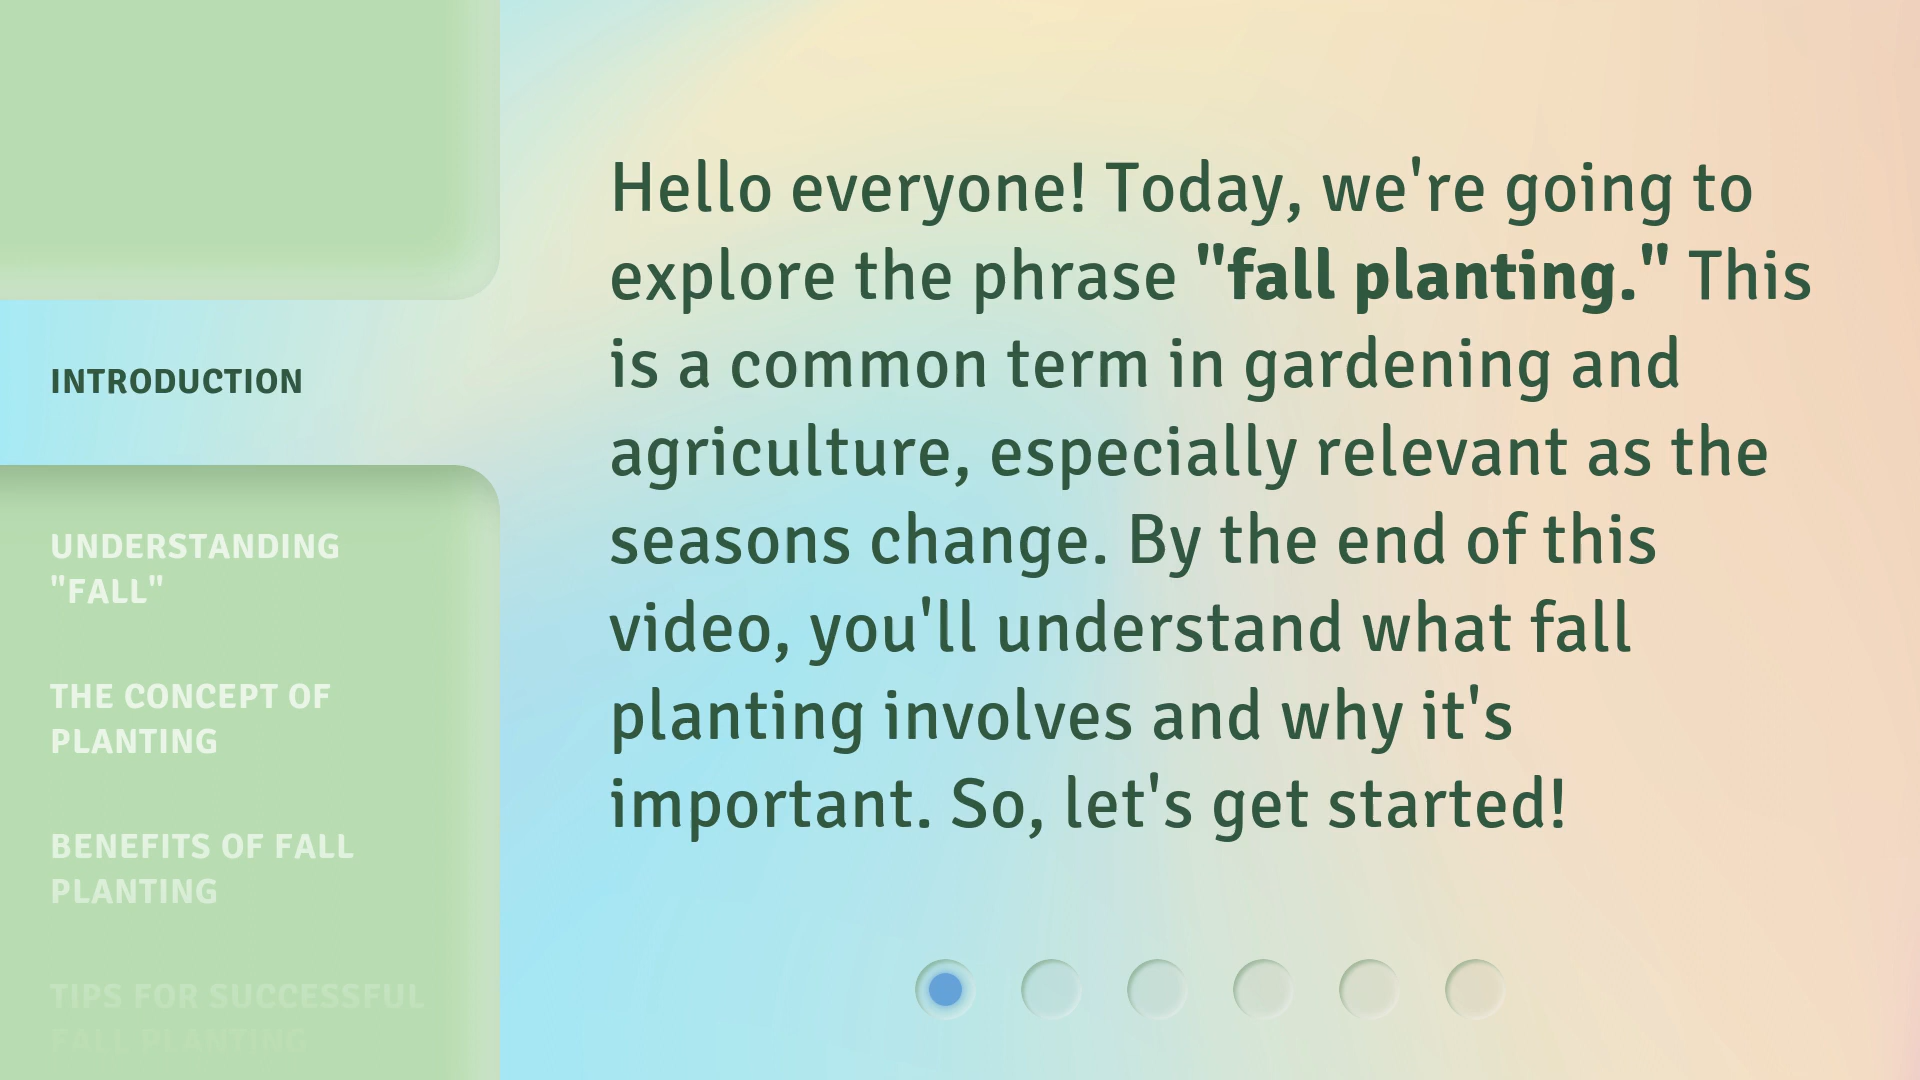 INTRODUCTION
UNDERSTANDING
"FALL"
THE CONCEPT OF
PLANTING
BENEFITS OF FALL
PLANTING
TIPS FOR SUCCESSFUL
FALL PLANTING
Hello everyone! Today, we're going to
explore the phrase "fall planting." This
is a common term in gardening and
agriculture, especially relevant as the
seasons change. By the end of this
video, you'll understand what fall
planting involves and why it's
important. So, let's get started!